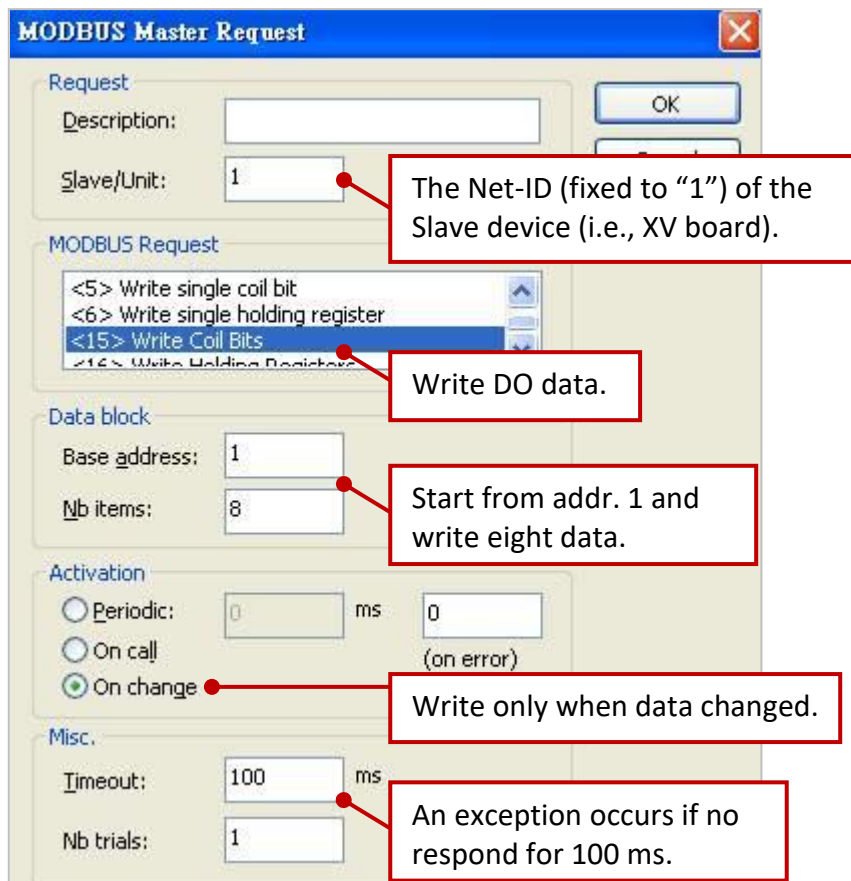 MODBUS Master Request
Request
Description:
OK
Slave/Unit: 1
The Net-ID (fixed to “1”) of the
Slave device (i.e., XV board).
MODBUS Request
<5> Write single coil bit
<6> Write single holding register
<15> Write Coil Bits
<16> Write Holding Registers
Write DO data.
Data block
Base address: 1
Nb items: 8
Start from addr. 1 and
write eight data.
Activation
Periodic: 0 ms 0
On call
(on error)
On change
Write only when data changed.
Misc.
Timeout: 100 ms
Nb trials: 1
An exception occurs if no
respond for 100 ms.